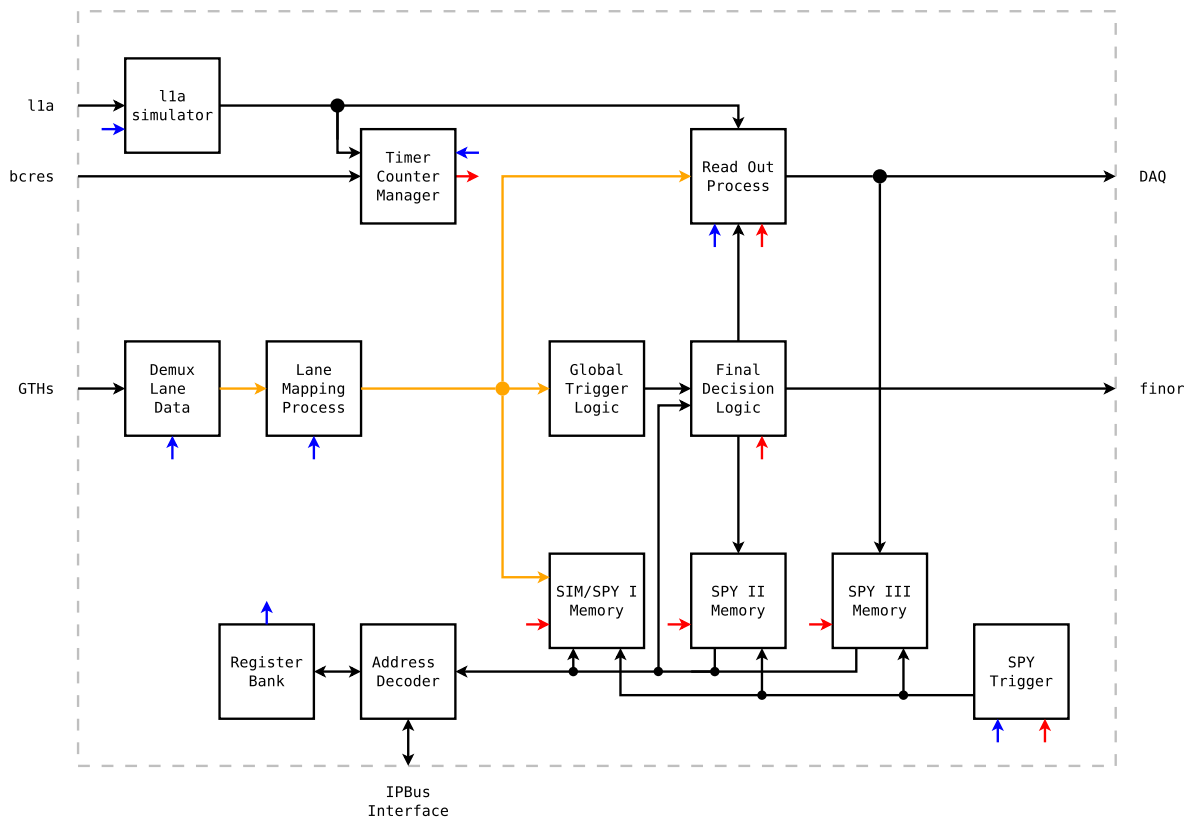 l1a
l1a
simulator
bcres
Timer
Counter
Manager
Read Out
Process
DAQ
GTHs
Demux
Lane
Data
Lane
Mapping
Process
Global
Trigger
Logic
Final
Decision
Logic
finor
SIM/SPY I
Memory
SPY II
Memory
SPY III
Memory
Register
Bank
Address
Decoder
SPY
Trigger
IPBus
Interface